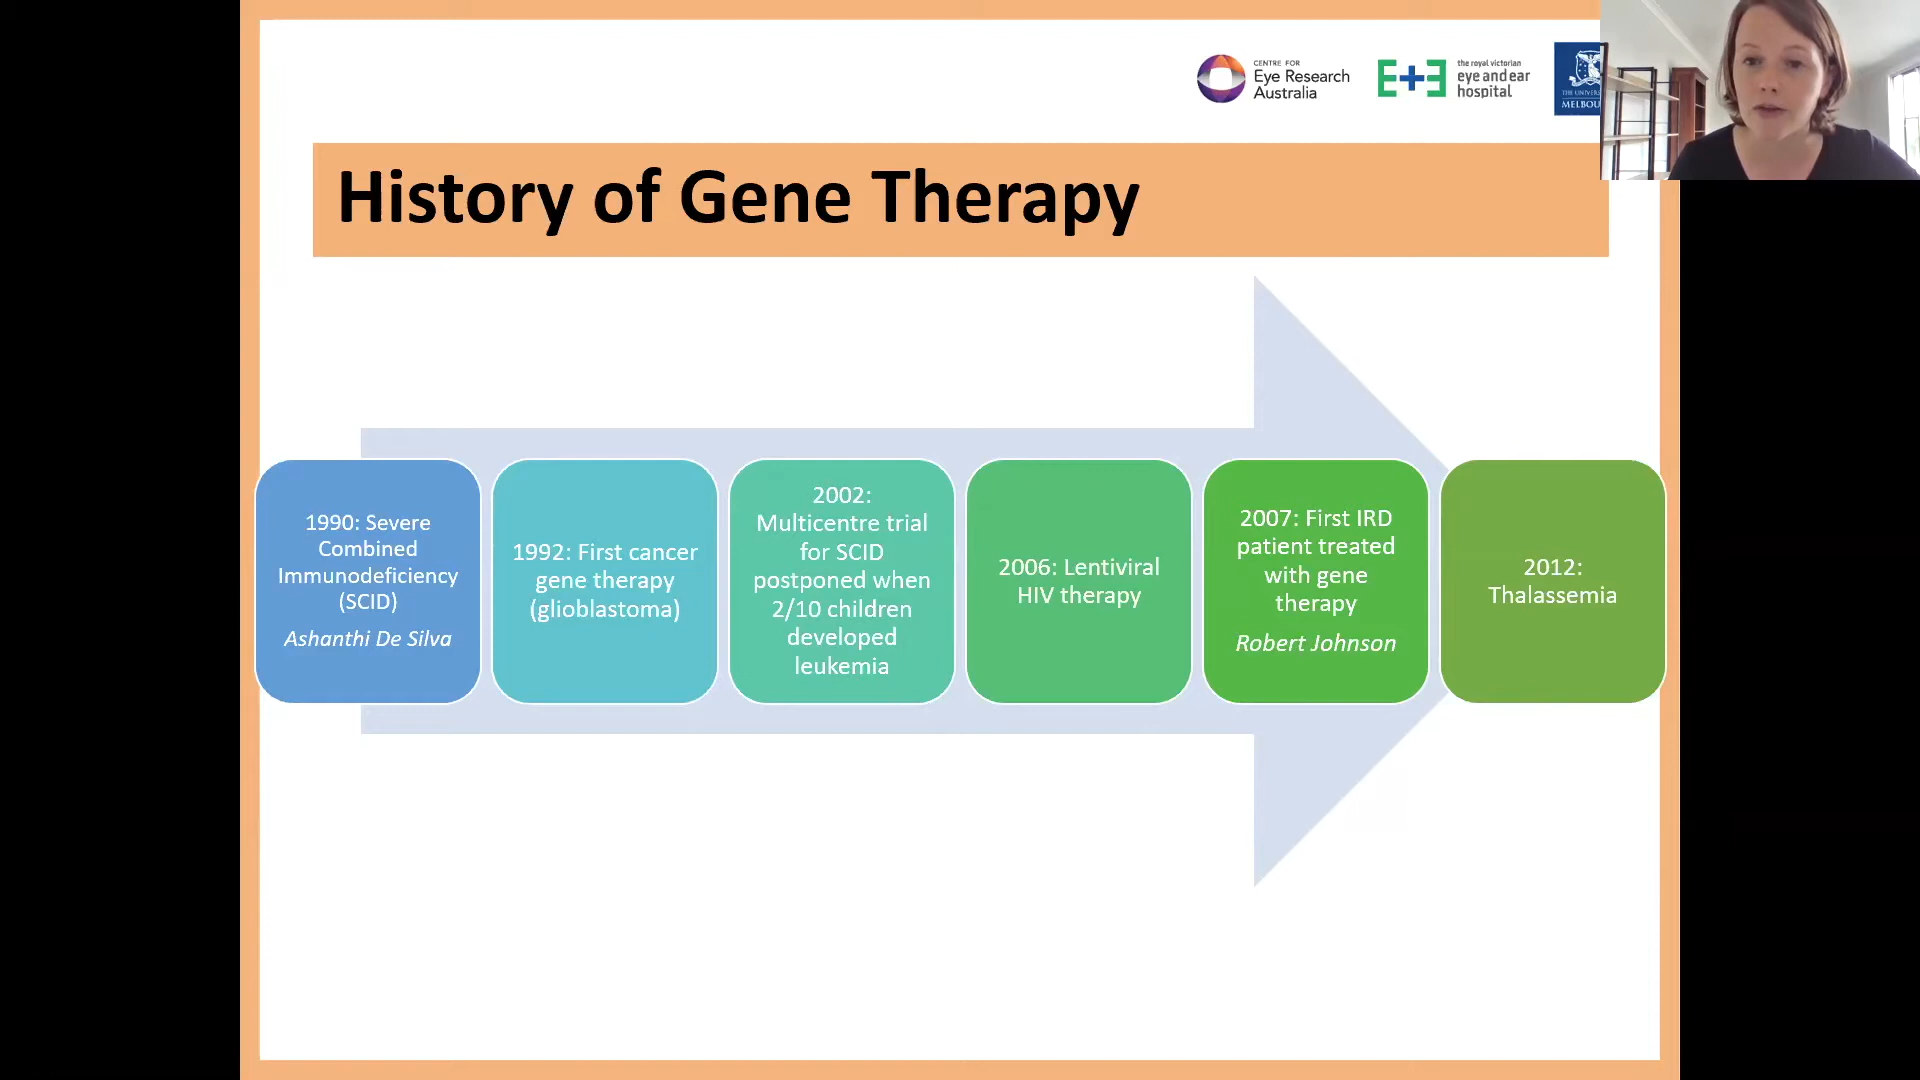 CENTRE FOR
Eye Research
Australia
E+E
the royal victorian
eye and ear
hospital
MELBOU
History of Gene Therapy
1990: Severe
Combined
Immunodeficiency
(SCID)
Ashanthi De Silva
1992: First cancer
gene therapy
(glioblastoma)
2002:
Multicentre trial
for SCID
postponed when
2/10 children
developed
leukemia
2006: Lentiviral
HIV therapy
2007: First IRD
patient treated
with gene
therapy
Robert Johnson
2012:
Thalassemia